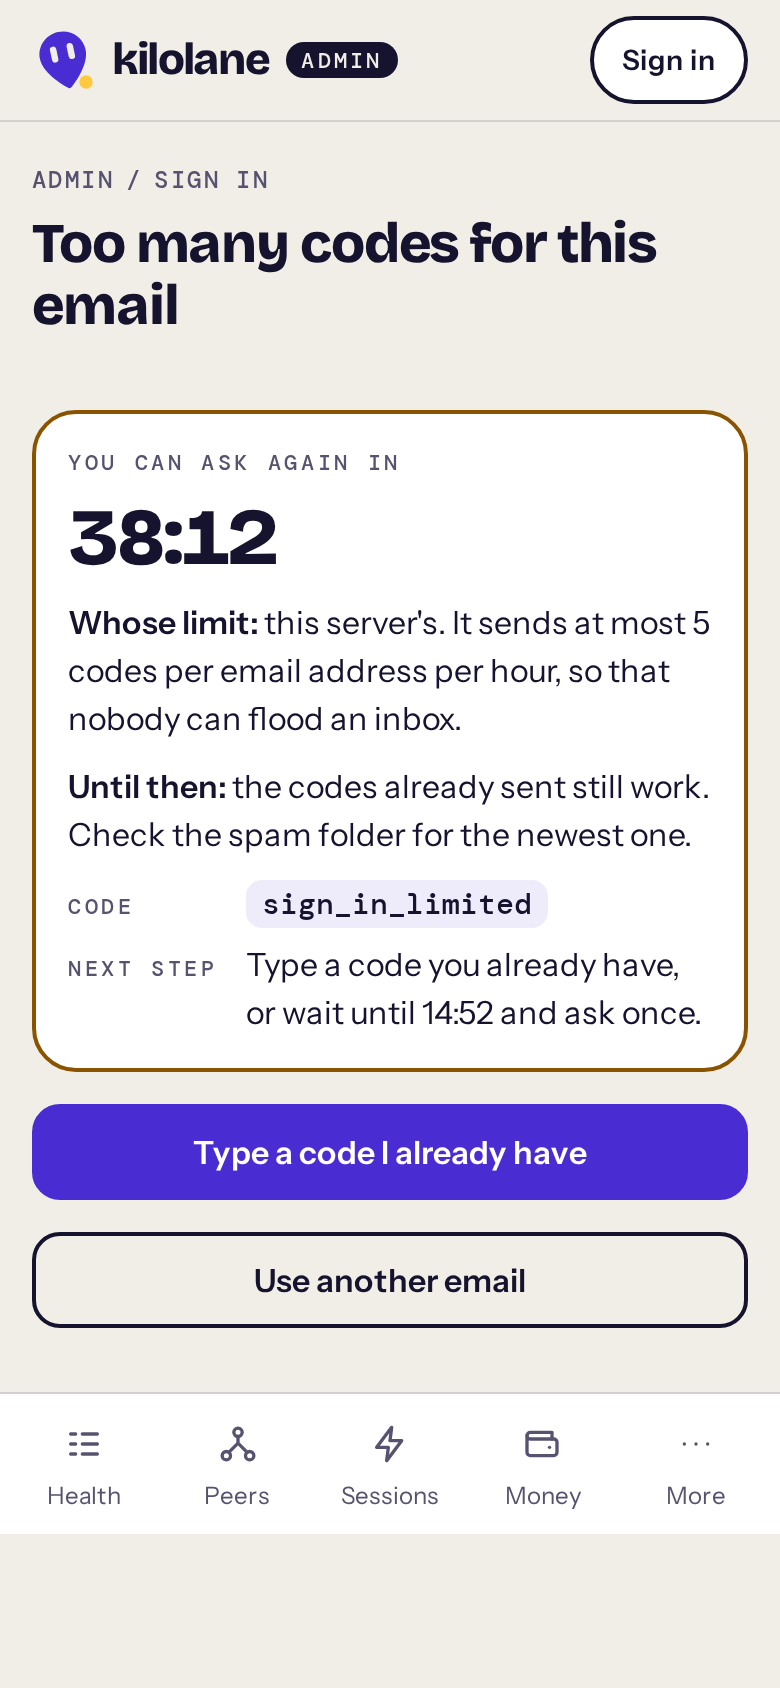 kilolane ADMIN Sign in
ADMIN / SIGN IN
Too many codes for this
email
YOU CAN ASK AGAIN IN
38:12
Whose limit: this server's. It sends at most 5
codes per email address per hour, so that
nobody can flood an inbox.
Until then: the codes already sent still work.
Check the spam folder for the newest one.
CODE sign_in_limited
NEXT STEP Type a code you already have,
or wait until 14:52 and ask once.
Type a code I already have
Use another email
Health Peers Sessions Money More